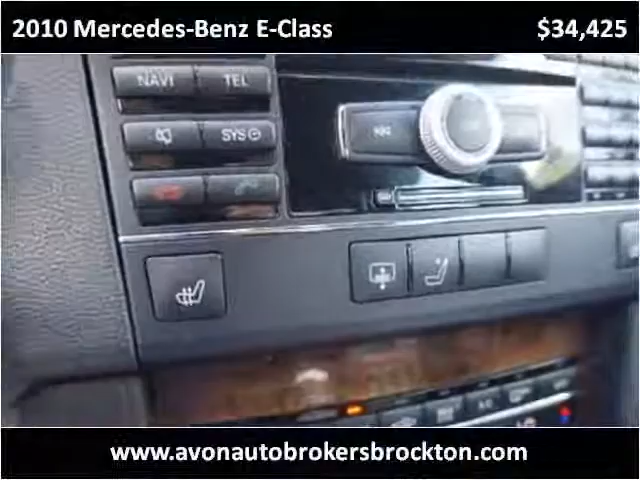 2010 Mercedes-Benz E-Class $34,425
NAVI TEL
SYS
www.avonautobrokersbrockton.com